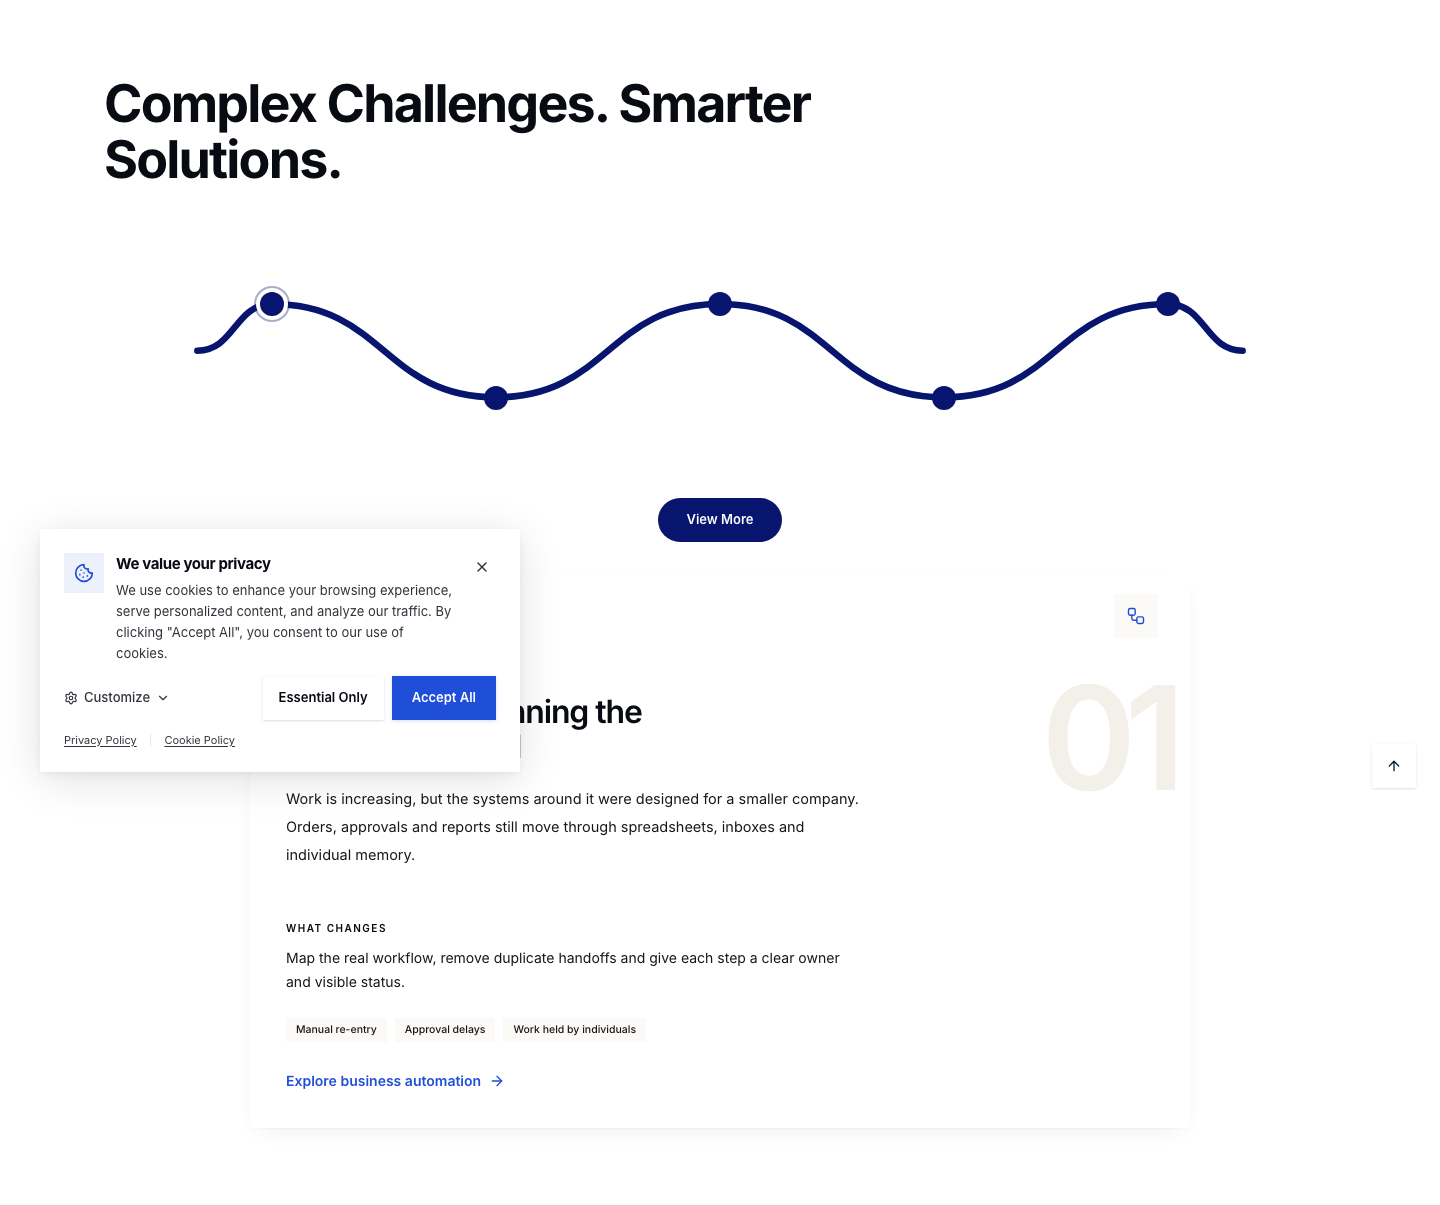 Complex Challenges. Smarter
Solutions.
View More
We value your privacy
We use cookies to enhance your browsing experience,
serve personalized content, and analyze our traffic. By
clicking "Accept All", you consent to our use of
cookies.
Customize
Essential Only
Accept All
Privacy Policy
Cookie Policy
the
01
Work is increasing, but the systems around it were designed for a smaller company.
Orders, approvals and reports still move through spreadsheets, inboxes and
individual memory.
WHAT CHANGES
Map the real workflow, remove duplicate handoffs and give each step a clear owner
and visible status.
Manual re-entry
Approval delays
Work held by individuals
Explore business automation